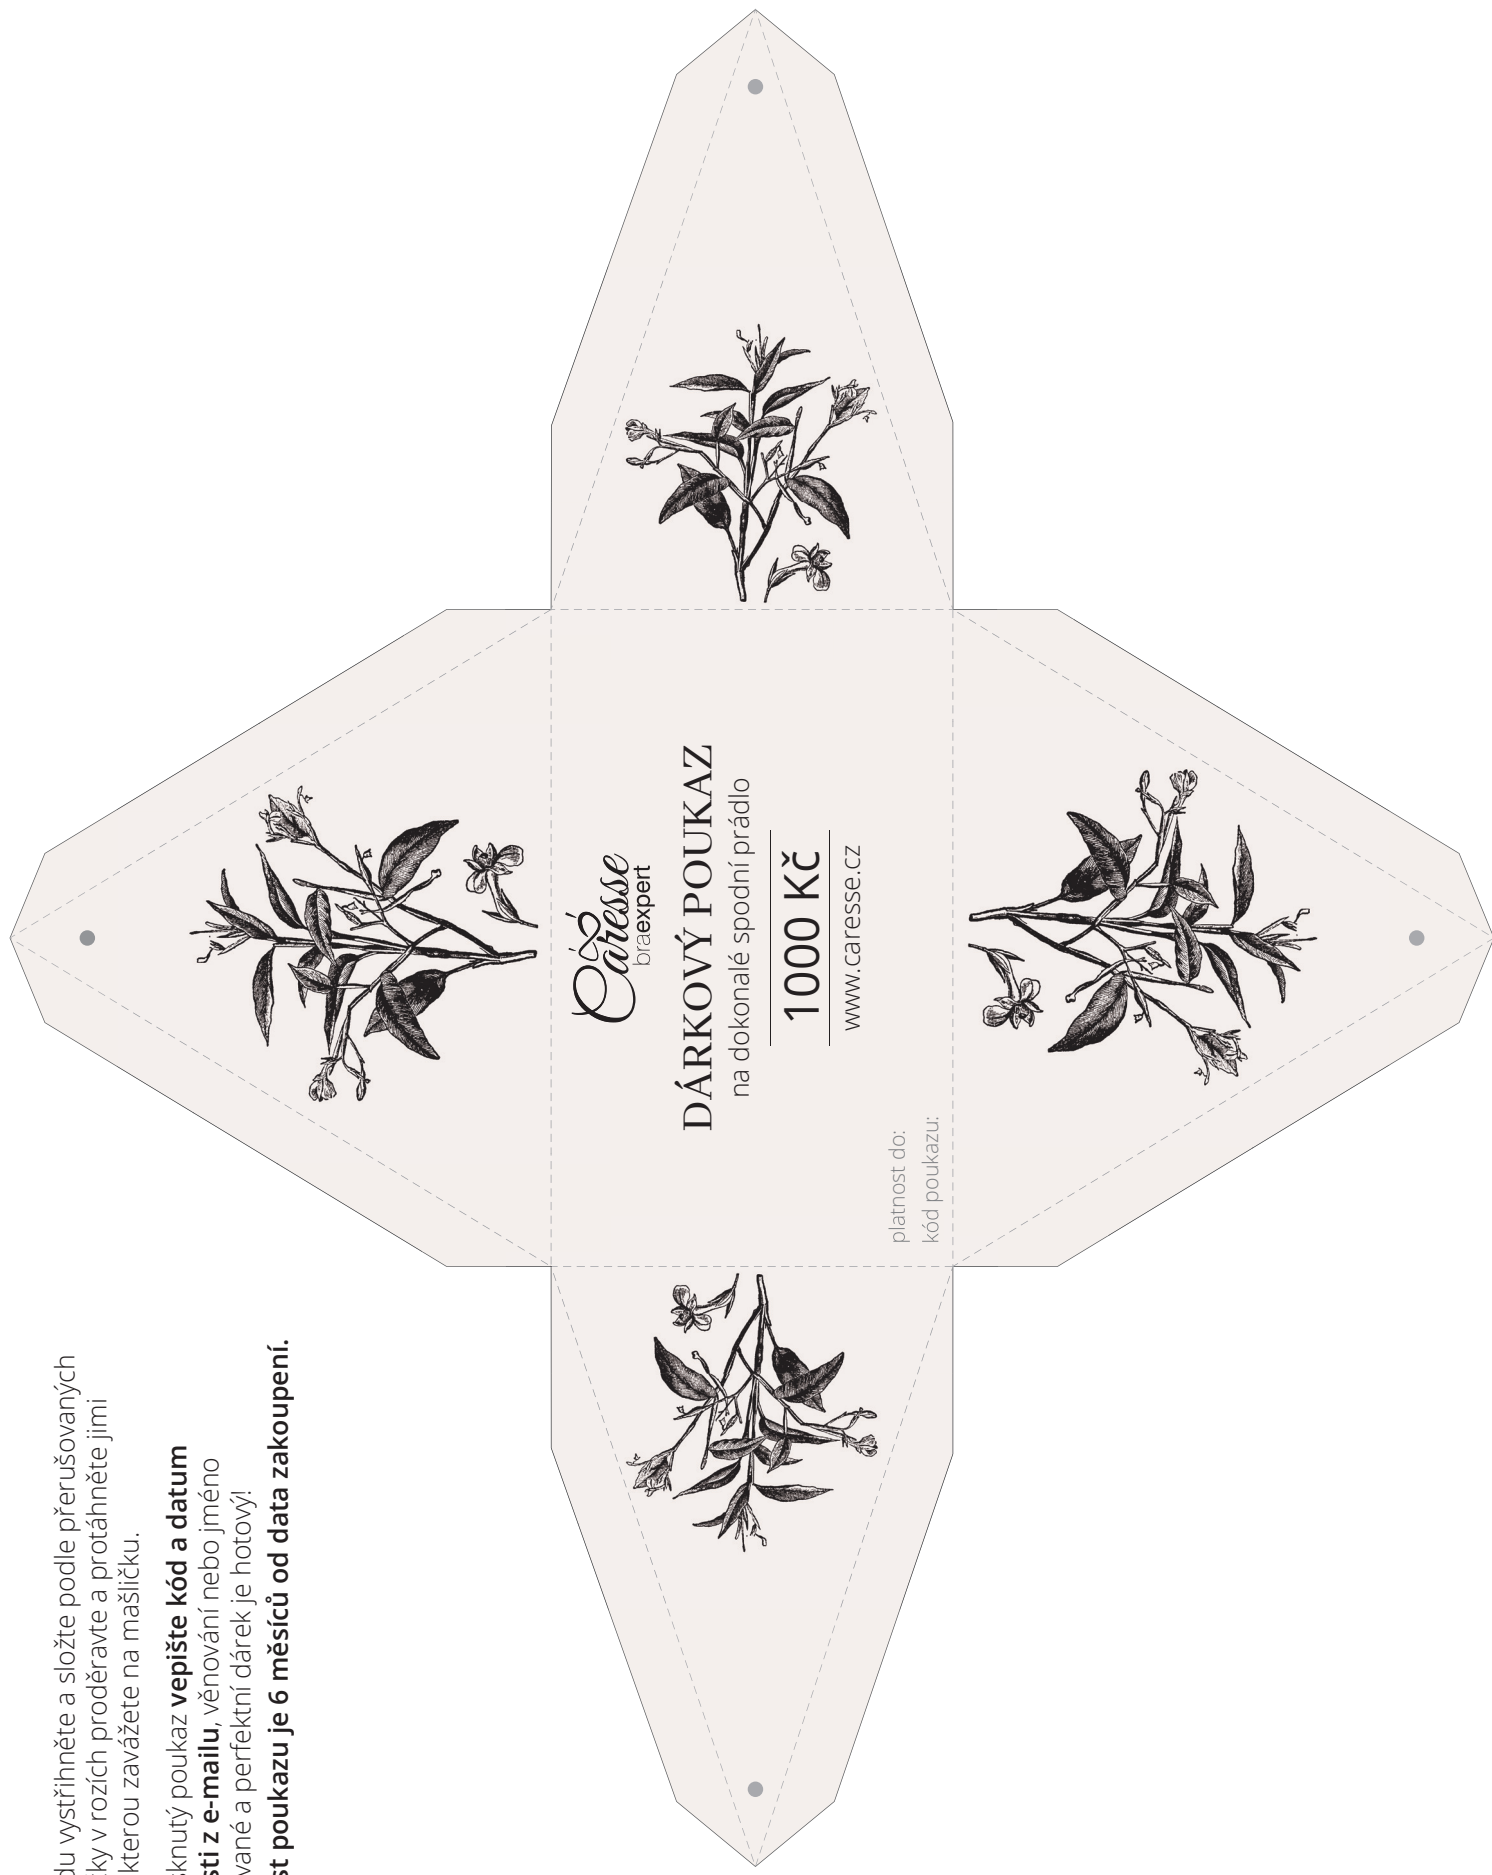 Caresse
braexpert
DÁRKOVÝ POUKAZ
na dokonalé spodní prádlo
1000 Kč
www.caresse.cz
platnost do:
kód poukazu:
vystřihněte a složte podle přerušovaných
v rozích proděravte a protáhněte jimi
kterou zavážete na mašličku.
poukaz vepište kód a datum
z e-mailu, věnování nebo jméno
a perfektní dárek je hotový!
poukazu je 6 měsíců od data zakoupení.